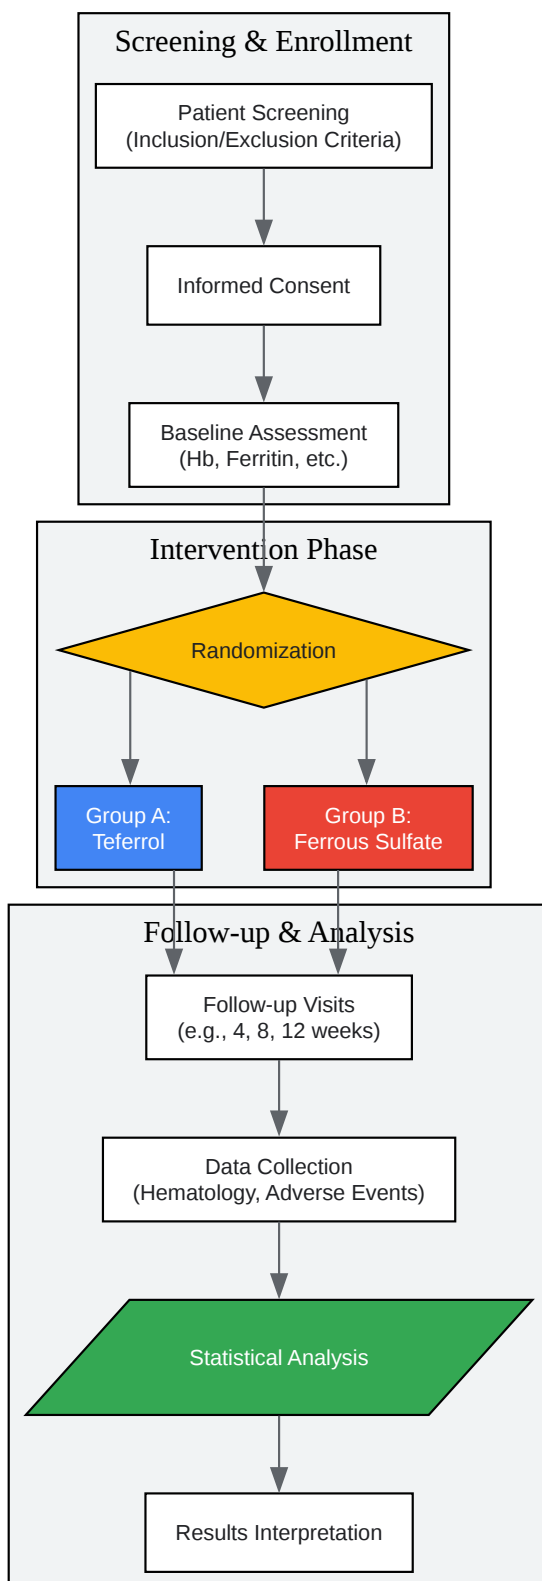 Screening & Enrollment
Patient Screening
(Inclusion/Exclusion Criteria)
Informed Consent
Baseline Assessment
(Hb, Ferritin, etc.)
Intervention Phase
Randomization
Group A:
Teferrol
Group B:
Ferrous Sulfate
Follow-up & Analysis
Follow-up Visits
(e.g., 4, 8, 12 weeks)
Data Collection
(Hematology, Adverse Events)
Statistical Analysis
Results Interpretation